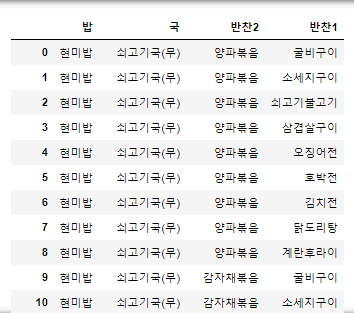 밥 국 반찬2 반찬1
0 현미밥 쇠고기국(무) 양파볶음 굴비구이
1 현미밥 쇠고기국(무) 양파볶음 소세지구이
2 현미밥 쇠고기국(무) 양파볶음 쇠고기불고기
3 현미밥 쇠고기국(무) 양파볶음 삼겹살구이
4 현미밥 쇠고기국(무) 양파볶음 오징어전
5 현미밥 쇠고기국(무) 양파볶음 호박전
6 현미밥 쇠고기국(무) 양파볶음 김치전
7 현미밥 쇠고기국(무) 양파볶음 닭도리탕
8 현미밥 쇠고기국(무) 양파볶음 계란후라이
9 현미밥 쇠고기국(무) 감자채볶음 굴비구이
10 현미밥 쇠고기국(무) 감자채볶음 소세지구이